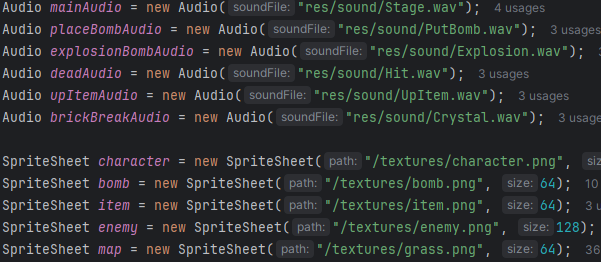 Audio mainAudio = new Audio( soundFile: "res/sound/Stage.wav"); 4 usages
Audio placeBombAudio = new Audio( soundFile: "res/sound/PutBomb.wav"); 3 usages
Audio explosionBombAudio = new Audio( soundFile: "res/sound/Explosion.wav"); 3
Audio deadAudio = new Audio( soundFile: "res/sound/Hit.wav"); 3 usages
Audio upItemAudio = new Audio( soundFile: "res/sound/UpItem.wav"); 3 usages
Audio brickBreakAudio = new Audio( soundFile: "res/sound/Crystal.wav"); 3 usages
SpriteSheet character = new SpriteSheet( path: "/textures/character.png", size:
SpriteSheet bomb = new SpriteSheet( path: "/textures/bomb.png", size: 64); 10
SpriteSheet item = new SpriteSheet( path: "/textures/item.png", size: 64); 3 u
SpriteSheet enemy = new SpriteSheet( path: "/textures/enemy.png", size: 128);
SpriteSheet map = new SpriteSheet( path: "/textures/grass.png", size: 64); 36